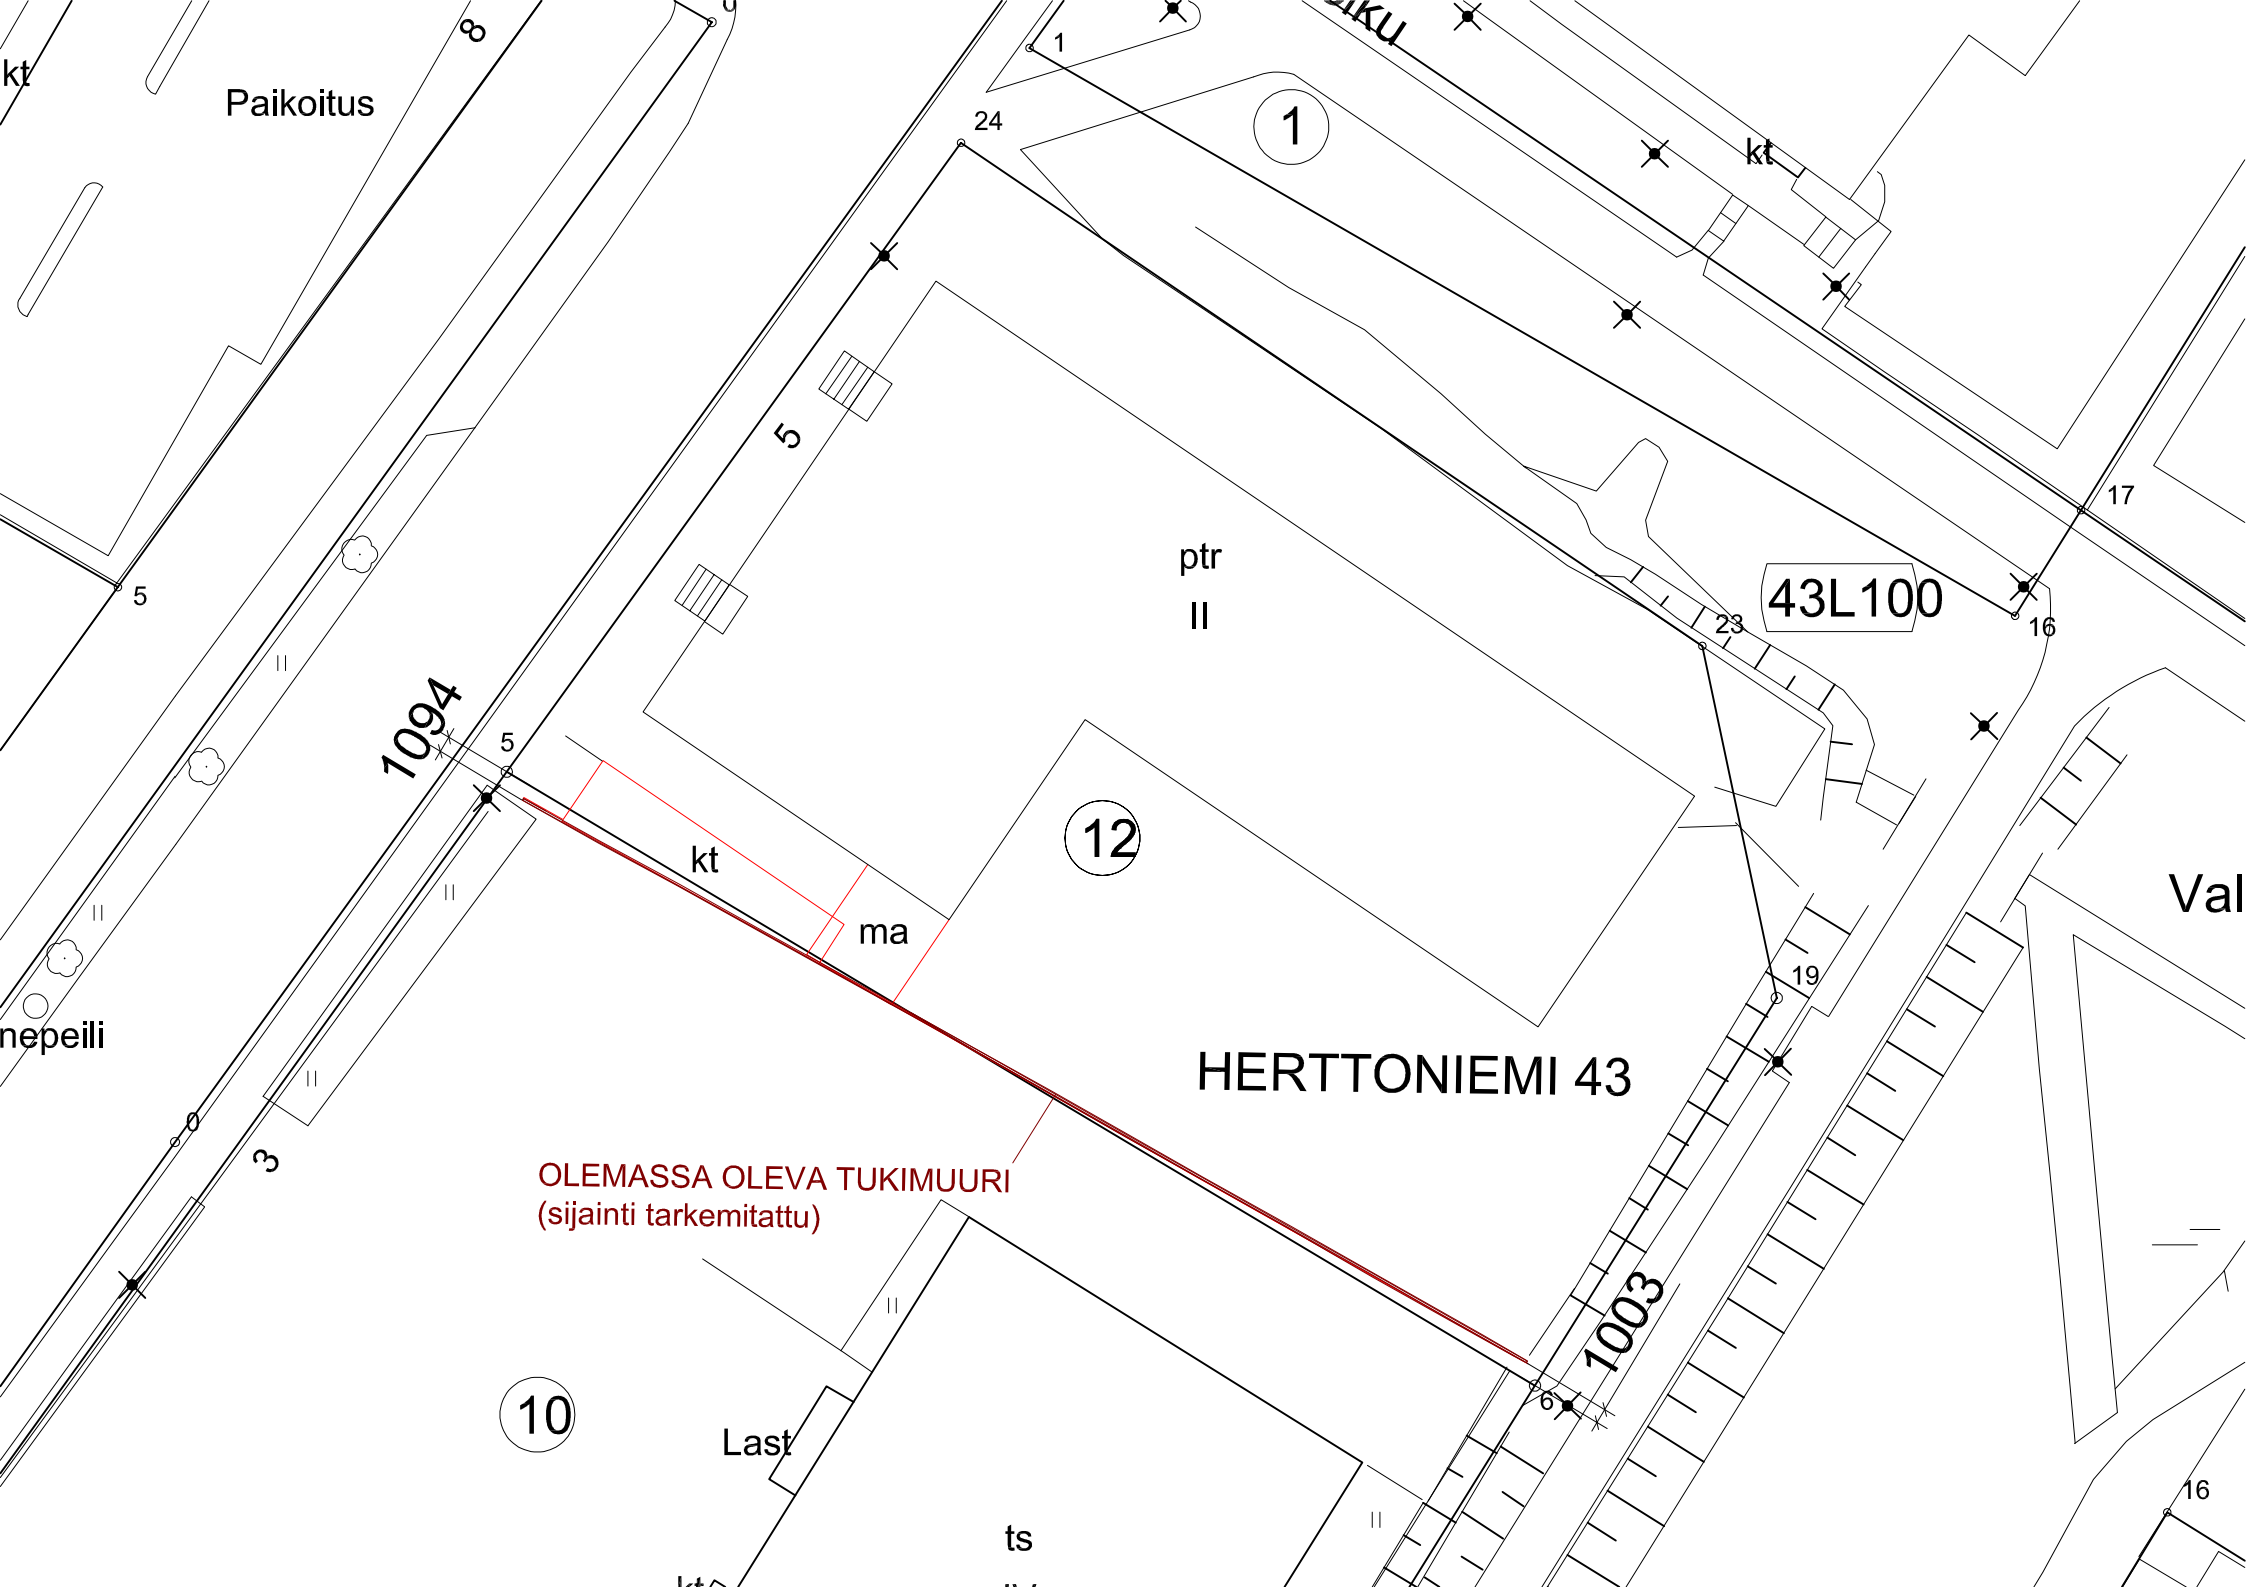 8
kt
Paikoitus
1
24
1
kt
17
5
ptr
II
43L100
23
16
5
1094
5
kt
12
ma
Val
19
nepeili
HERTTONIEMI 43
0
3
OLEMASSA OLEVA TUKIMUURI
(sijainti tarkemitattu)
1003
6
10
Last
16
ts